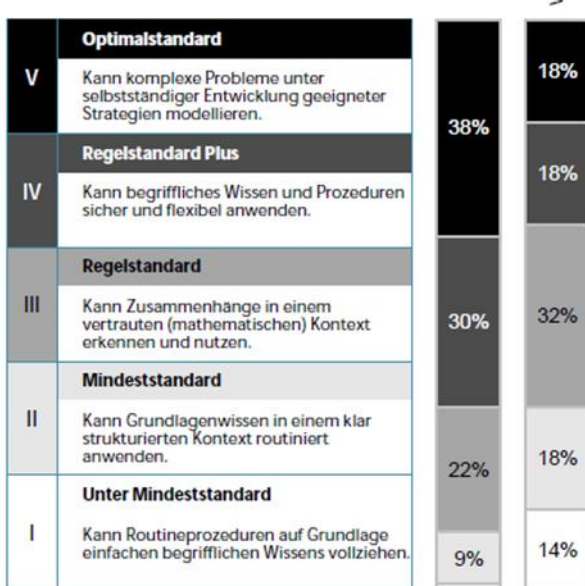 Optimalstandard
V
Kann komplexe Probleme unter
selbstständiger Entwicklung geeigneter
Strategien modellieren.
Regelstandard Plus
IV
Kann begriffliches Wissen und Prozeduren
sicher und flexibel anwenden.
Regelstandard
III
Kann Zusammenhänge in einem
vertrauten (mathematischen) Kontext
erkennen und nutzen.
Mindeststandard
II
Kann Grundlagenwissen in einem klar
strukturierten Kontext routiniert
anwenden.
Unter Mindeststandard
I
Kann Routineprozeduren auf Grundlage
einfachen begrifflichen Wissens vollziehen.
38%
30%
22%
9%
18%
18%
32%
18%
14%